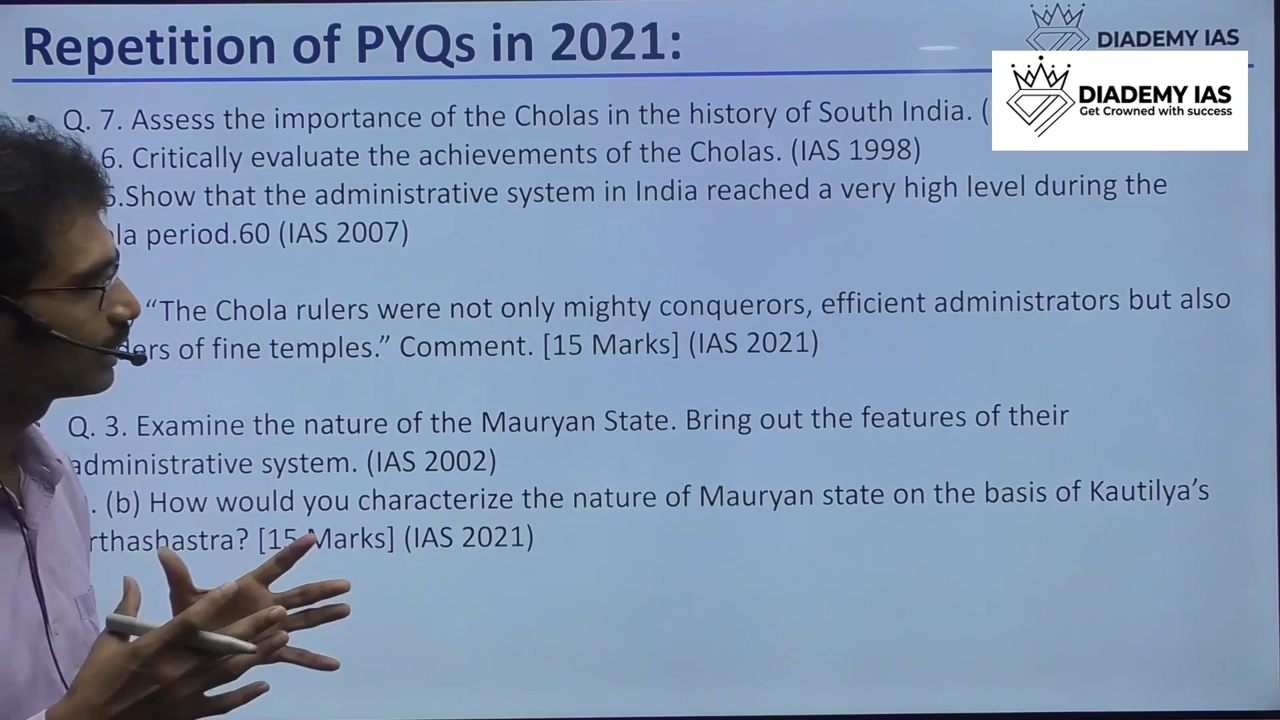 Repetition of PYQs in 2021:
DIADEMY IAS
DIADEMY IAS
Get Crowned with success
• Q. 7. Assess the importance of the Cholas in the history of South India. (
6. Critically evaluate the achievements of the Cholas. (IAS 1998)
.Show that the administrative system in India reached a very high level during the
la period.60 (IAS 2007)
“The Chola rulers were not only mighty conquerors, efficient administrators but also
ders of fine temples.” Comment. [15 Marks] (IAS 2021)
Q. 3. Examine the nature of the Mauryan State. Bring out the features of their
administrative system. (IAS 2002)
. (b) How would you characterize the nature of Mauryan state on the basis of Kautilya’s
rthashastra? [15 Marks] (IAS 2021)